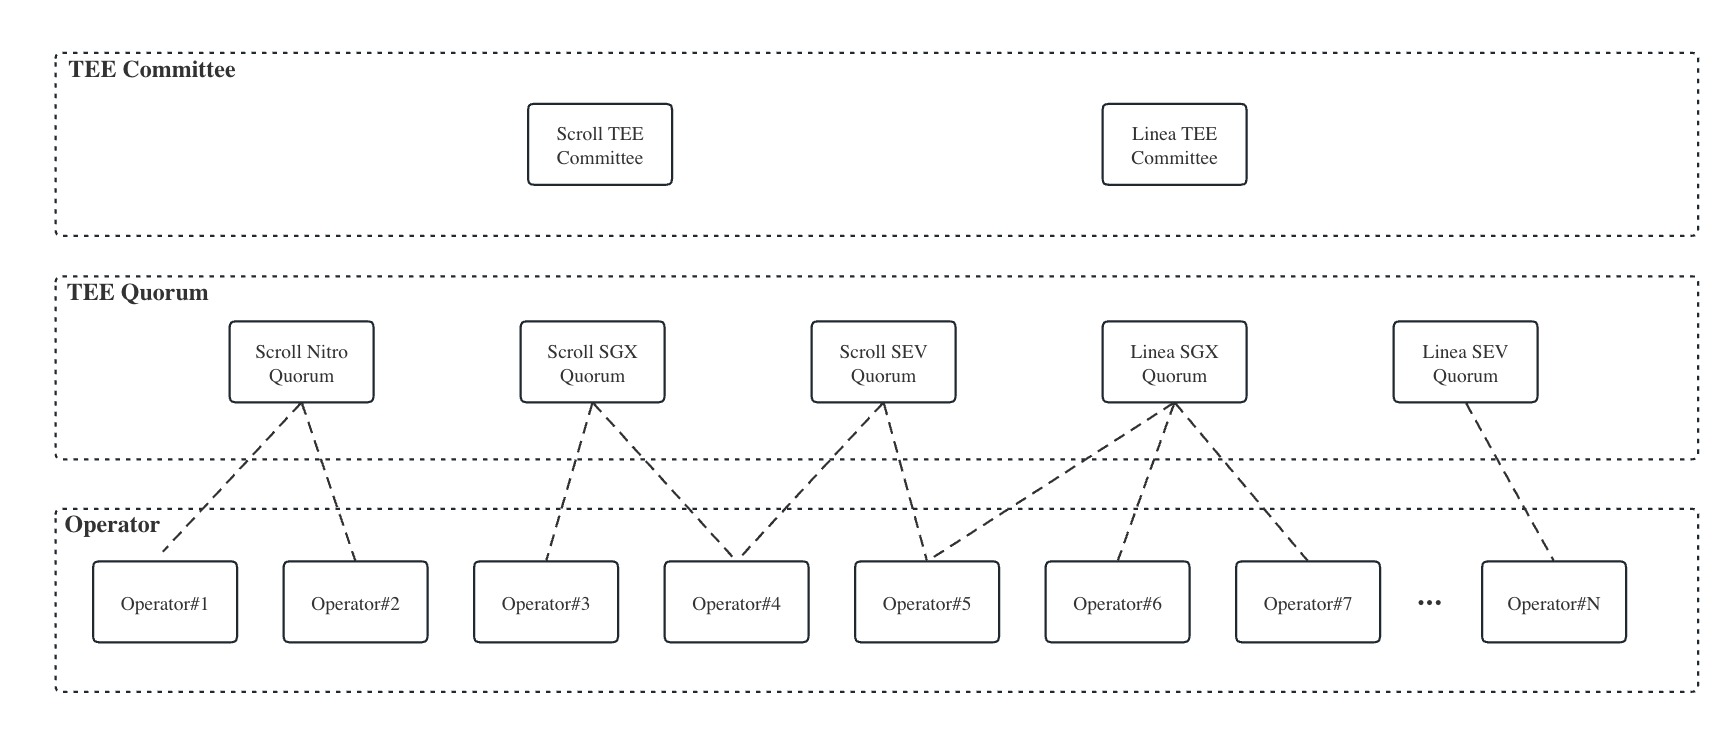 TEE Committee
Scroll TEE
Committee
Linea TEE
Committee
TEE Quorum
Scroll Nitro
Quorum
Scroll SGX
Quorum
Scroll SEV
Quorum
Linea SGX
Quorum
Linea SEV
Quorum
Operator
Operator#1
Operator#2
Operator#3
Operator#4
Operator#5
Operator#6
Operator#7
...
Operator#N